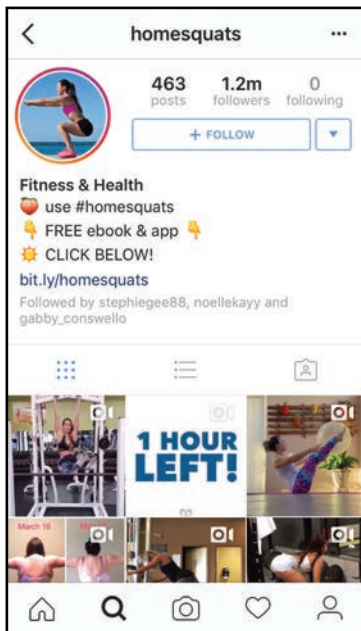 homesquats
463 1.2m 0
posts followers following
+ FOLLOW
Fitness & Health
🍑 use #homesquats
👇 FREE ebook & app 👇
☀️ CLICK BELOW!
bit.ly/homesquats
Followed by stephiegee88, noellekayy and
gabby_conswello
1 HOUR
LEFT!
March 16